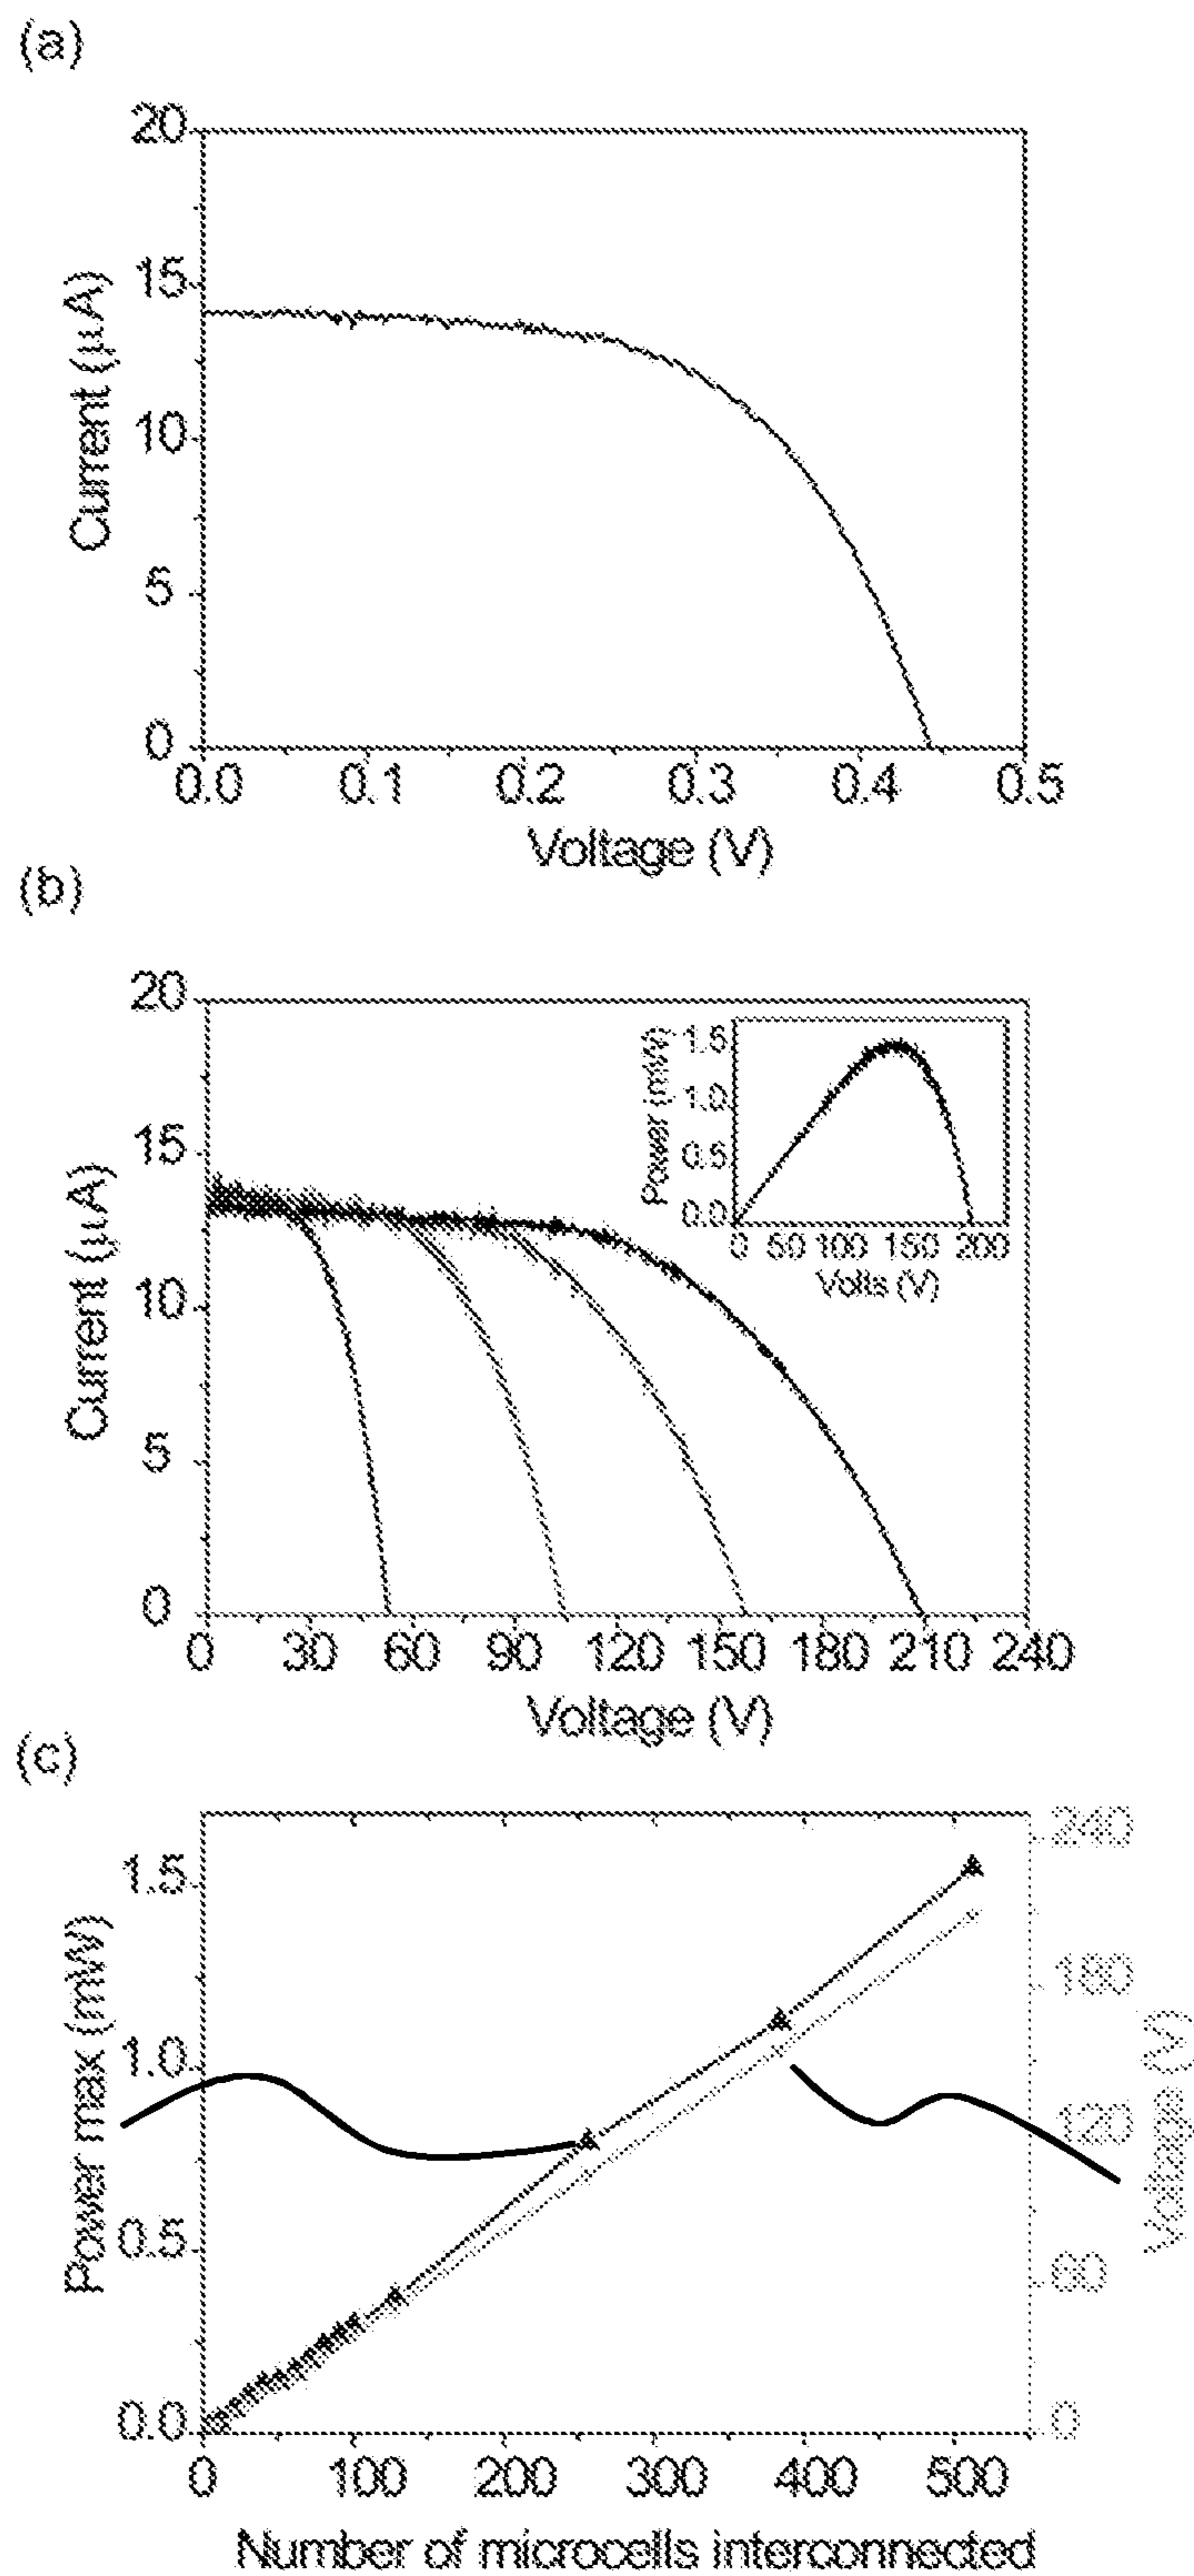 (a)
20
15
10
5
0
Current (μA)
0.0 0.1 0.2 0.3 0.4 0.5
Voltage (V)
(b)
20
15
10
5
0
Current (μA)
1.5
1.0
0.5
0.0
Power (mW)
0 50 100 150 200
Volts (V)
0 30 60 90 120 150 180 210 240
Voltage (V)
(c)
1.5
1.0
0.5
0.0
Power max (mW)
240
180
120
60
0
Voltage (V)
0 100 200 300 400 500
Number of microcells interconnected